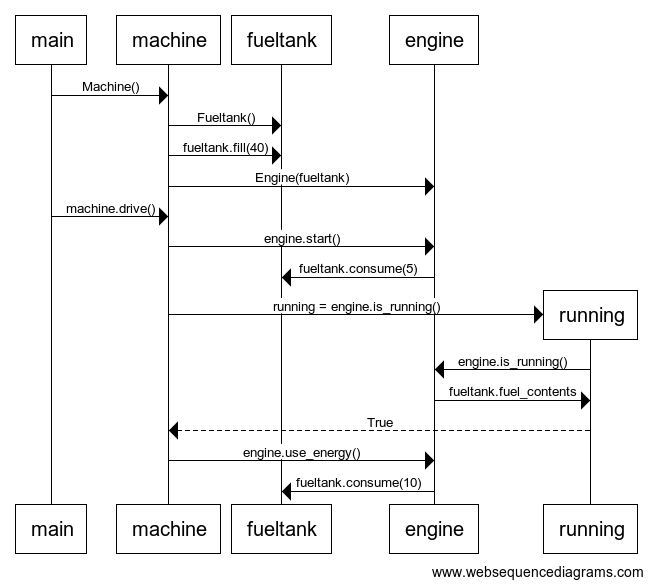 main machine fueltank engine
Machine()
Fueltank()
fueltank.fill(40)
Engine(fueltank)
machine.drive()
engine.start()
fueltank.consume(5)
running = engine.is_running()
running
engine.is_running()
fueltank.fuel_contents
True
engine.use_energy()
fueltank.consume(10)
main machine fueltank engine running
www.websequencediagrams.com